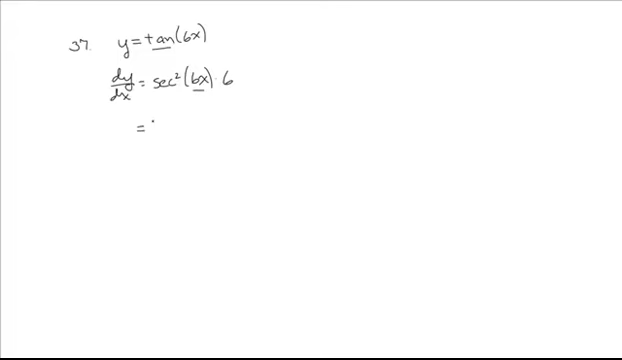 37. y = tan(6x)
dy/dx = sec²(6x) · 6
=